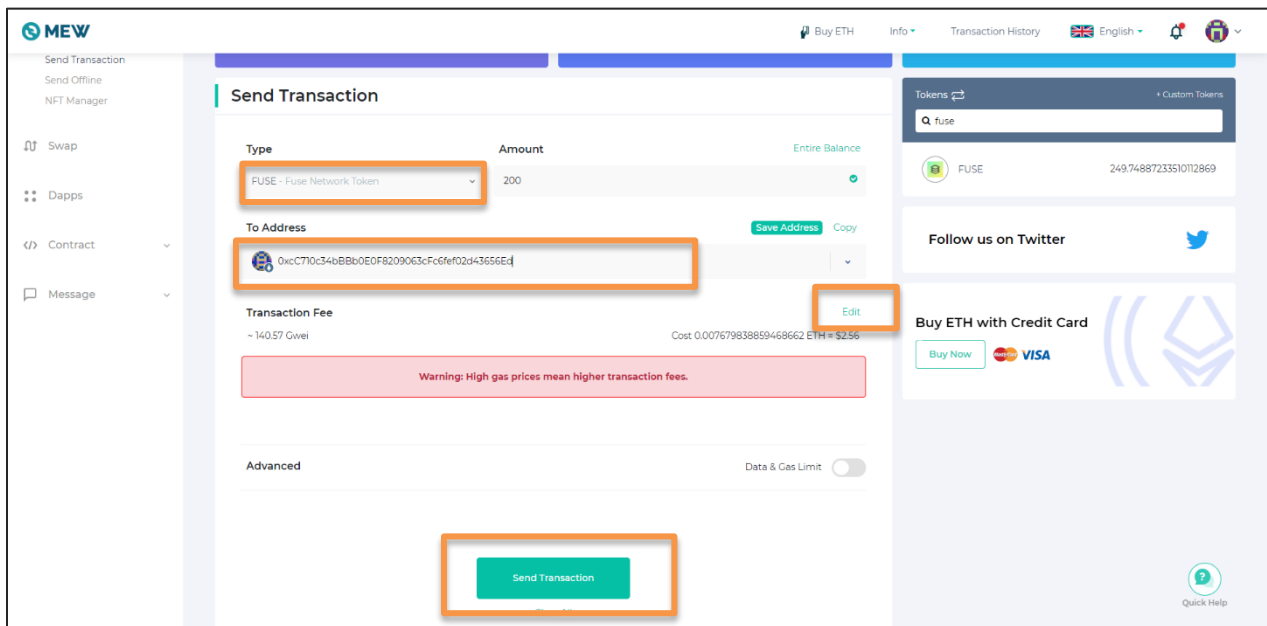 MEW
Buy ETH Info Transaction History English
Send Transaction
Send Offline
NFT Manager
Swap
Dapps
Contract
Message
Send Transaction
Type Amount Entire Balance
FUSE - Fuse Network Token 200
To Address Save Address Copy
0xcC710c34bBBb0E0F8209063cFc6fef02d43656Ed
Transaction Fee Edit
~ 140.57 Gwei Cost 0.007679838859468662 ETH = $2.56
Warning: High gas prices mean higher transaction fees.
Advanced Data & Gas Limit
Send Transaction
Tokens + Custom Tokens
fuse
FUSE 249.74887233510112869
Follow us on Twitter
Buy ETH with Credit Card
Buy Now MasterCard VISA
Quick Help